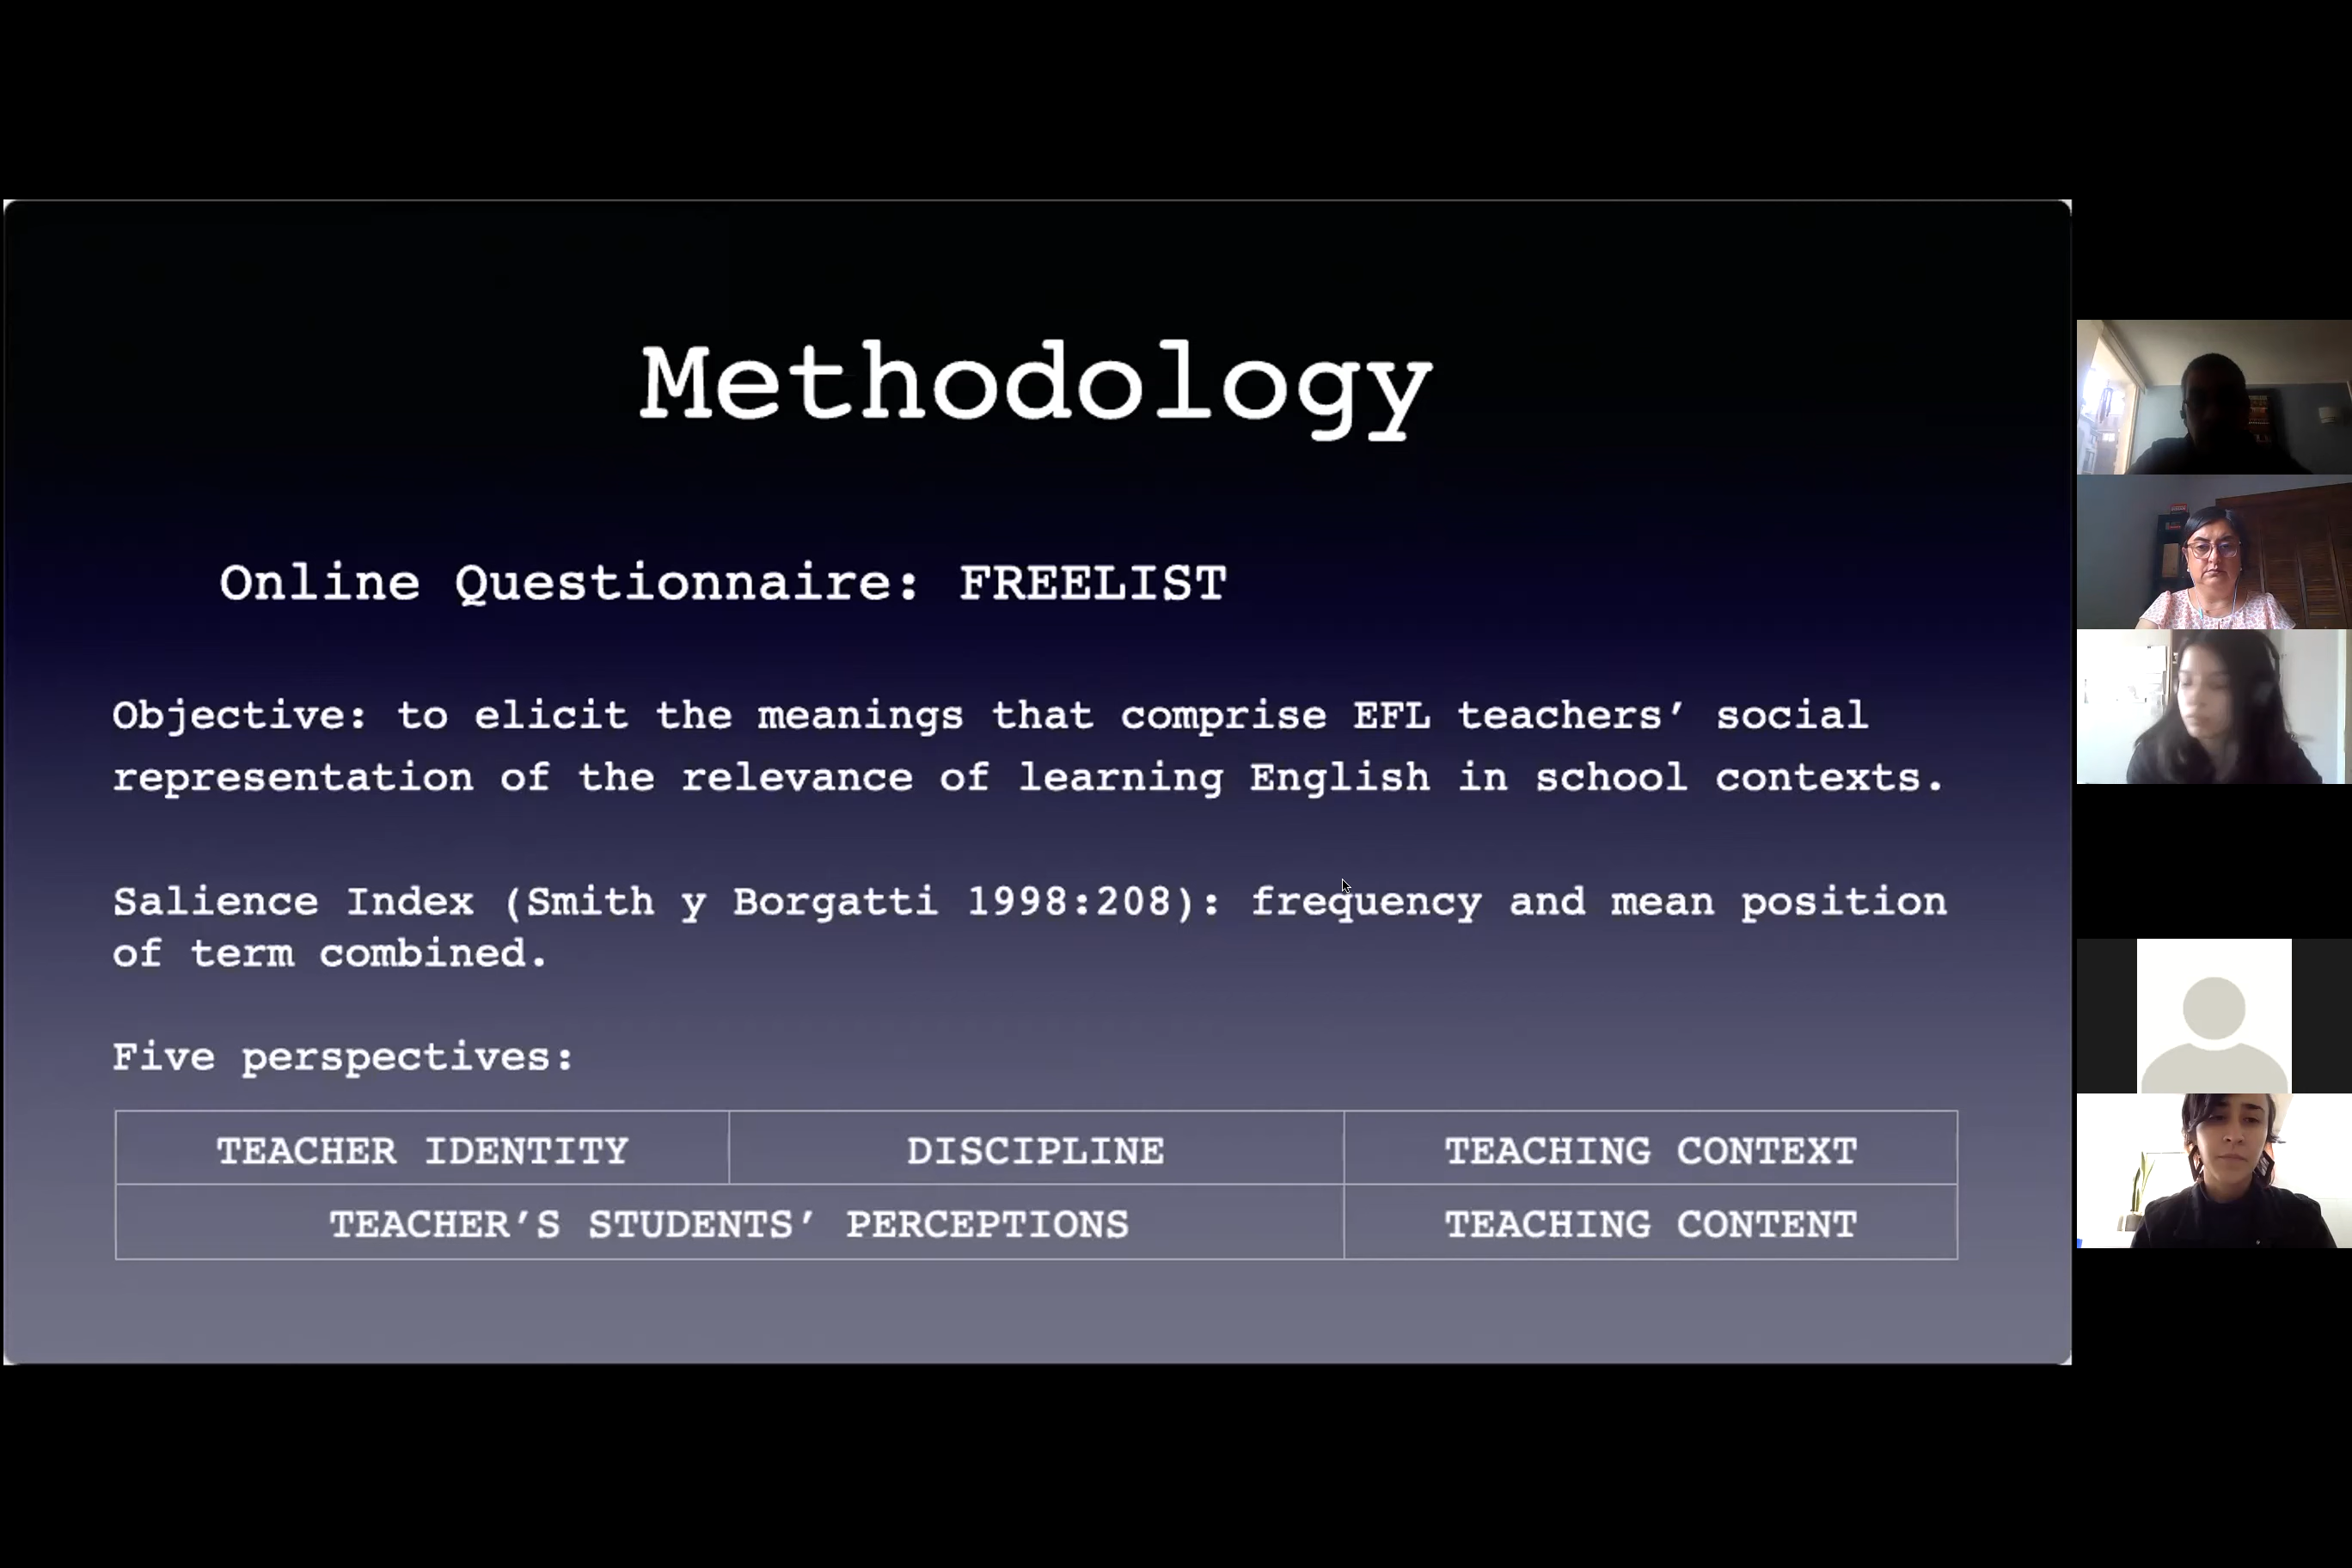 Methodology
Online Questionnaire: FREELIST
Objective: to elicit the meanings that comprise EFL teachers’ social
representation of the relevance of learning English in school contexts.
Salience Index (Smith y Borgatti 1998:208): frequency and mean position
of term combined.
Five perspectives:
TEACHER IDENTITY
DISCIPLINE
TEACHING CONTEXT
TEACHER’S STUDENTS’ PERCEPTIONS
TEACHING CONTENT